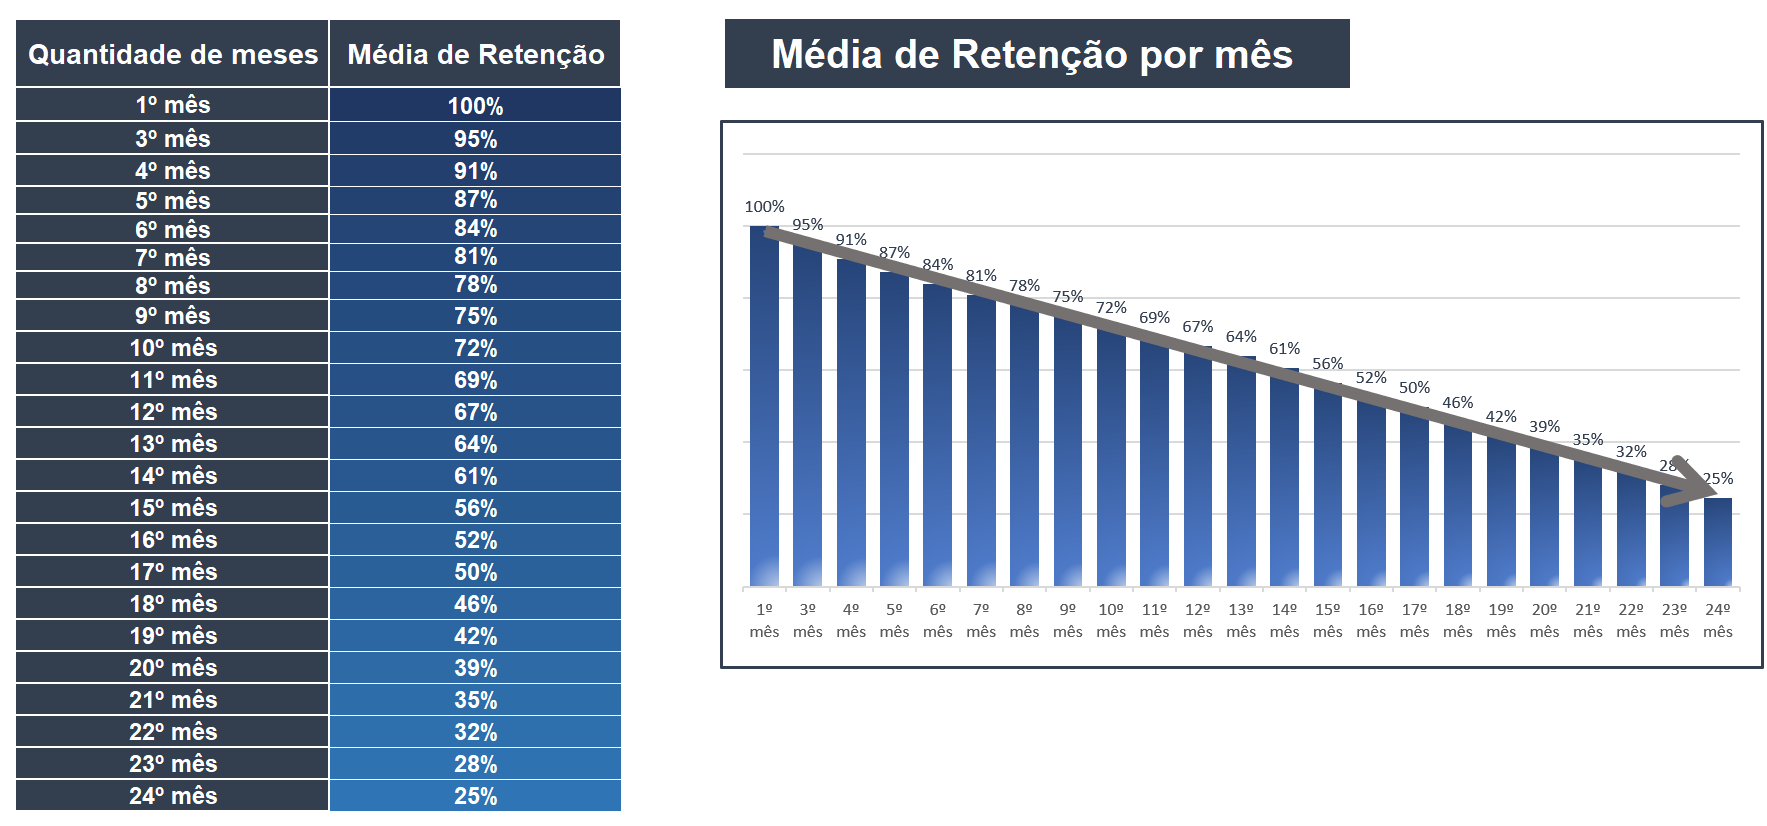 Quantidade de meses Média de Retenção
1º mês 100%
3º mês 95%
4º mês 91%
5º mês 87%
6º mês 84%
7º mês 81%
8º mês 78%
9º mês 75%
10º mês 72%
11º mês 69%
12º mês 67%
13º mês 64%
14º mês 61%
15º mês 56%
16º mês 52%
17º mês 50%
18º mês 46%
19º mês 42%
20º mês 39%
21º mês 35%
22º mês 32%
23º mês 28%
24º mês 25%
Média de Retenção por mês
100%
95%
91%
87%
84%
81%
78%
75%
72%
69%
67%
64%
61%
56%
52%
50%
46%
42%
39%
35%
32%
28%
25%
1º 3º 4º 5º 6º 7º 8º 9º 10º 11º 12º 13º 14º 15º 16º 17º 18º 19º 20º 21º 22º 23º 24º
mês mês mês mês mês mês mês mês mês mês mês mês mês mês mês mês mês mês mês mês mês mês mês